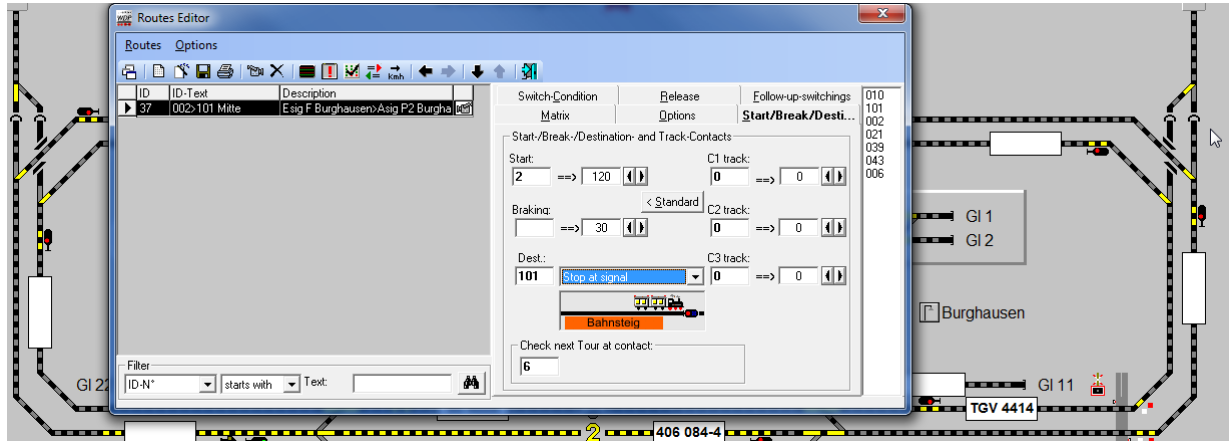 WDP Routes Editor
Routes Options
Kmh
ID ID-Text Description
37 002>101 Mitte Esig F Burghausen>Asig P2 Burgha
Filter
ID-N° starts with Text:
Switch-Condition Release Follow-up-switchings
Matrix Options Start/Break/Desti...
Start-/Break-/Destination- and Track-Contacts
Start: C1 track:
2 ==> 120 0 ==> 0
< Standard
Braking: C2 track:
==> 30 0 ==> 0
Dest.: C3 track:
101 Stop at signal 0 ==> 0
Bahnsteig
Check next Tour at contact:
6
010
101
002
021
039
043
006
Gl 1
Gl 2
Burghausen
Gl 22
Gl 11
TGV 4414
2
406 084-4